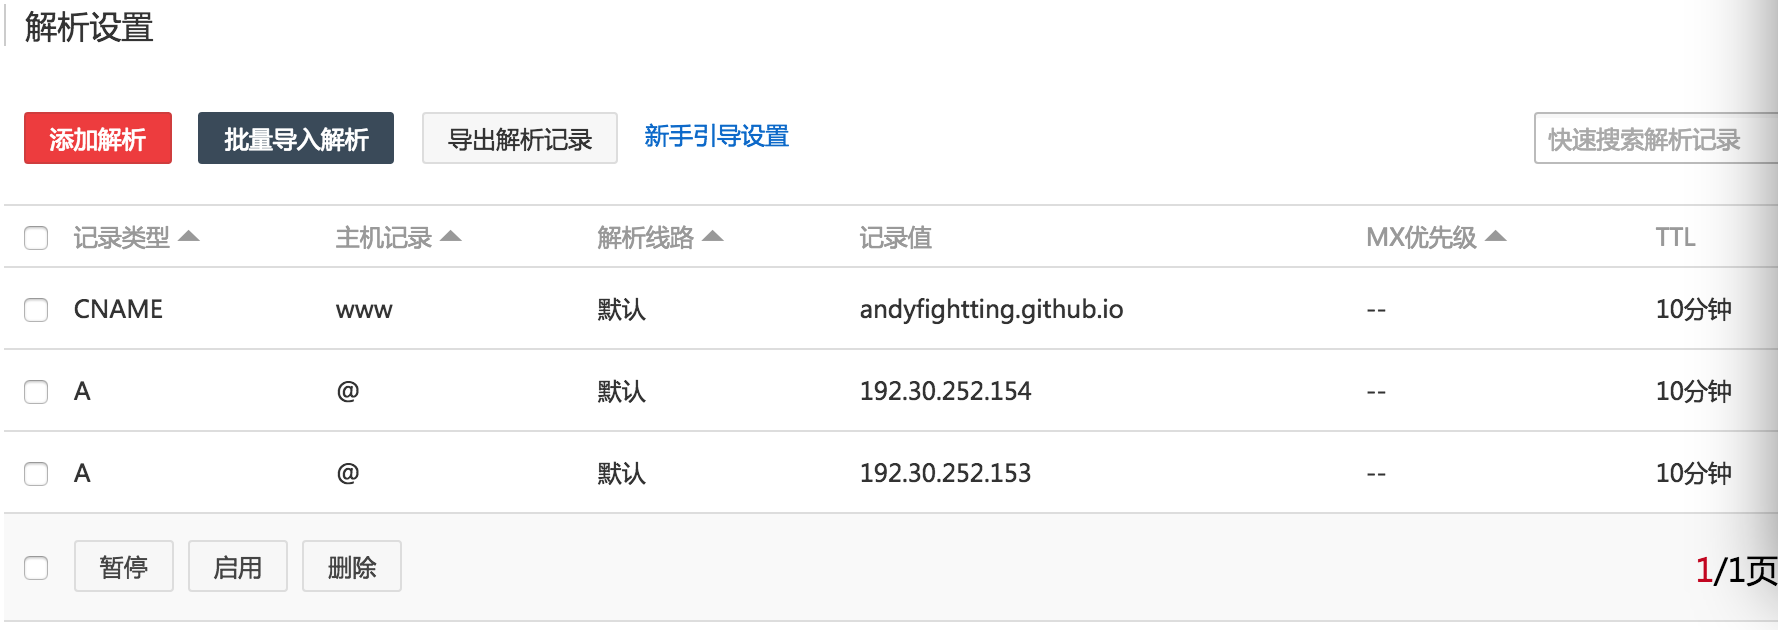 解析设置
添加解析 批量导入解析 导出解析记录 新手引导设置 快速搜索解析记录
记录类型 主机记录 解析线路 记录值 MX优先级 TTL
CNAME www 默认 andyfightting.github.io -- 10分钟
A @ 默认 192.30.252.154 -- 10分钟
A @ 默认 192.30.252.153 -- 10分钟
暂停 启用 删除 1/1页